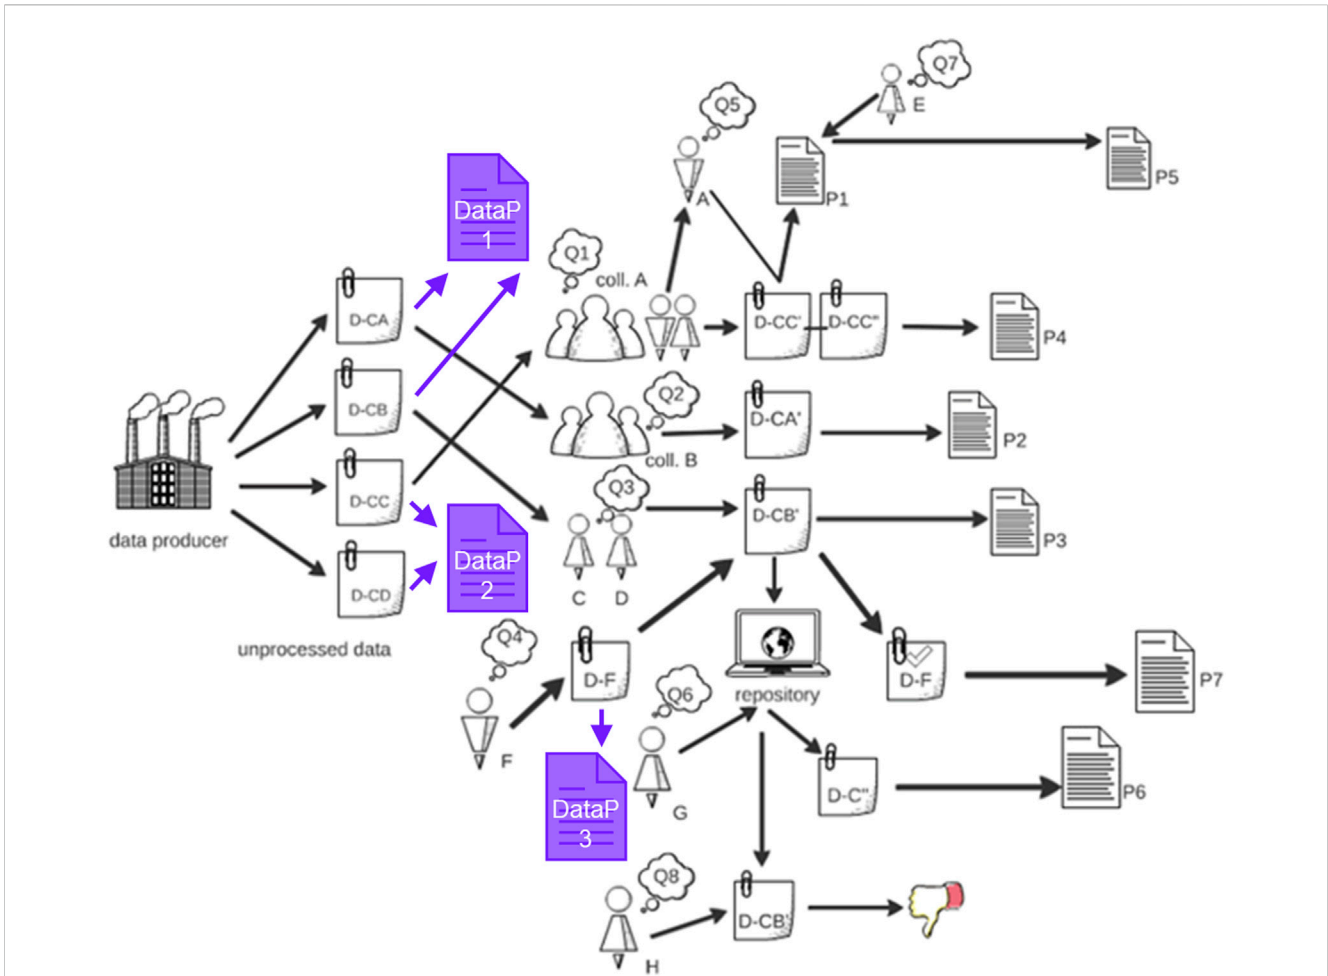 Q7
E
Q5
A
P1
P5
DataP
1
Q1
coll. A
D-CA
D-CC'
D-CC"
P4
D-CB
Q2
D-CA'
P2
coll. B
D-CC
Q3
D-CB'
P3
data producer
DataP
2
C
D
D-CD
unprocessed data
Q4
D-F
Q6
repository
D-F
P7
F
DataP
3
G
D-C"
P6
Q8
D-CB'
H